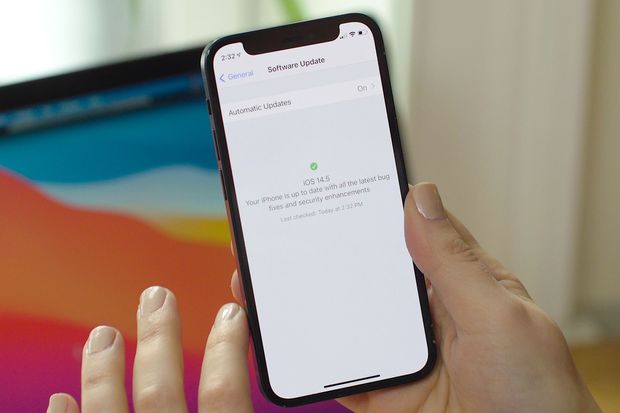 2:32
General
Software Update
Automatic Updates
On
iOS 14.5
Your iPhone is up to date with all the latest bug
fixes and security enhancements
Last checked: Today at 2:32 PM